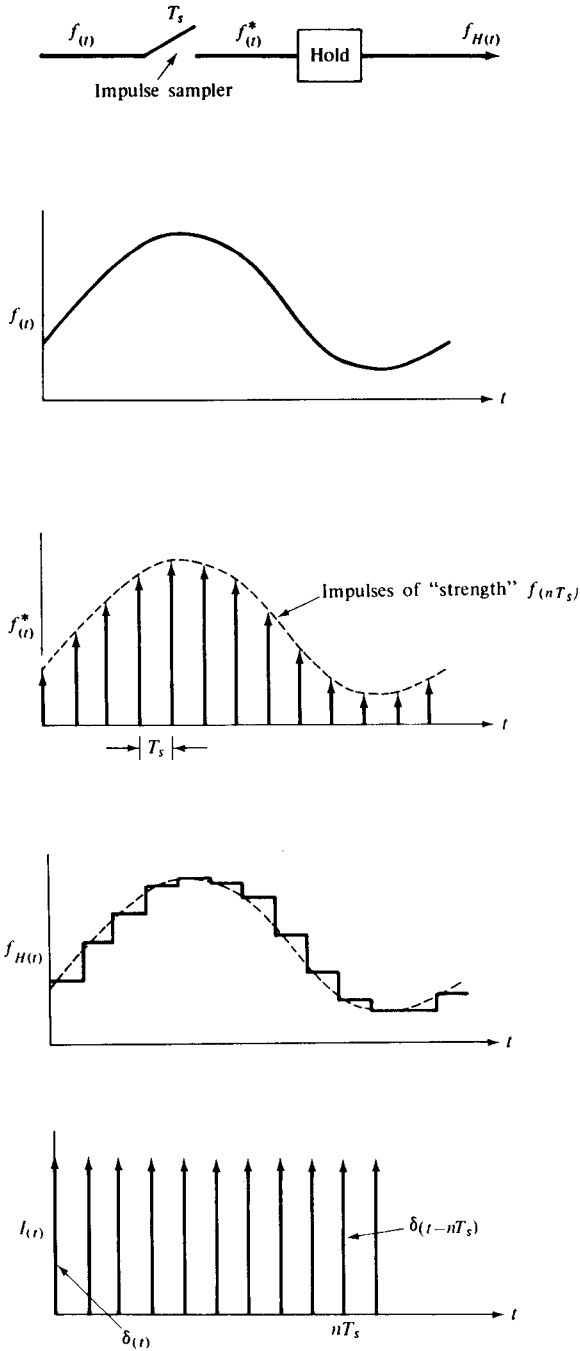 T_s
f_(t) f*_(t) Hold f_H(t)
Impulse sampler
f_(t)
t
Impulses of “strength” f_(nT_s)
f*_(t)
t
T_s
f_H(t)
t
I_(t)
δ_(t−nT_s)
t
δ_(t)
nT_s